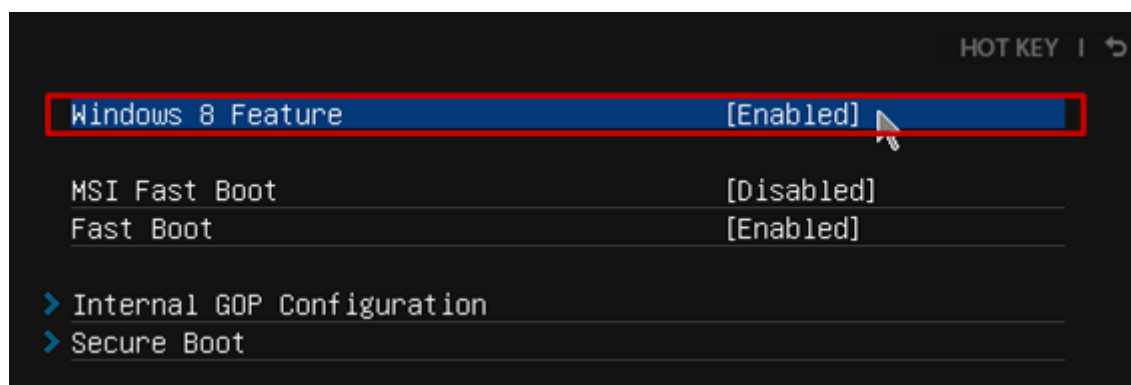 HOT KEY |
Windows 8 Feature [Enabled]
MSI Fast Boot [Disabled]
Fast Boot [Enabled]
Internal GOP Configuration
Secure Boot